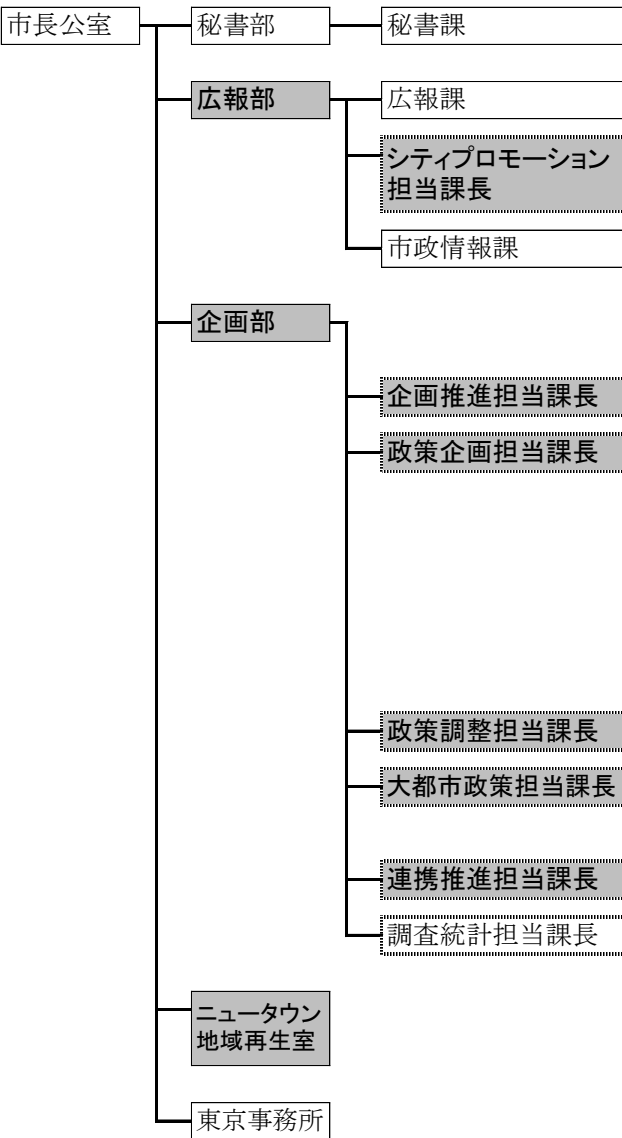 市長公室
秘書部
秘書課
広報部
広報課
シティプロモーション
担当課長
市政情報課
企画部
企画推進担当課長
政策企画担当課長
政策調整担当課長
大都市政策担当課長
連携推進担当課長
調査統計担当課長
ニュータウン
地域再生室
東京事務所